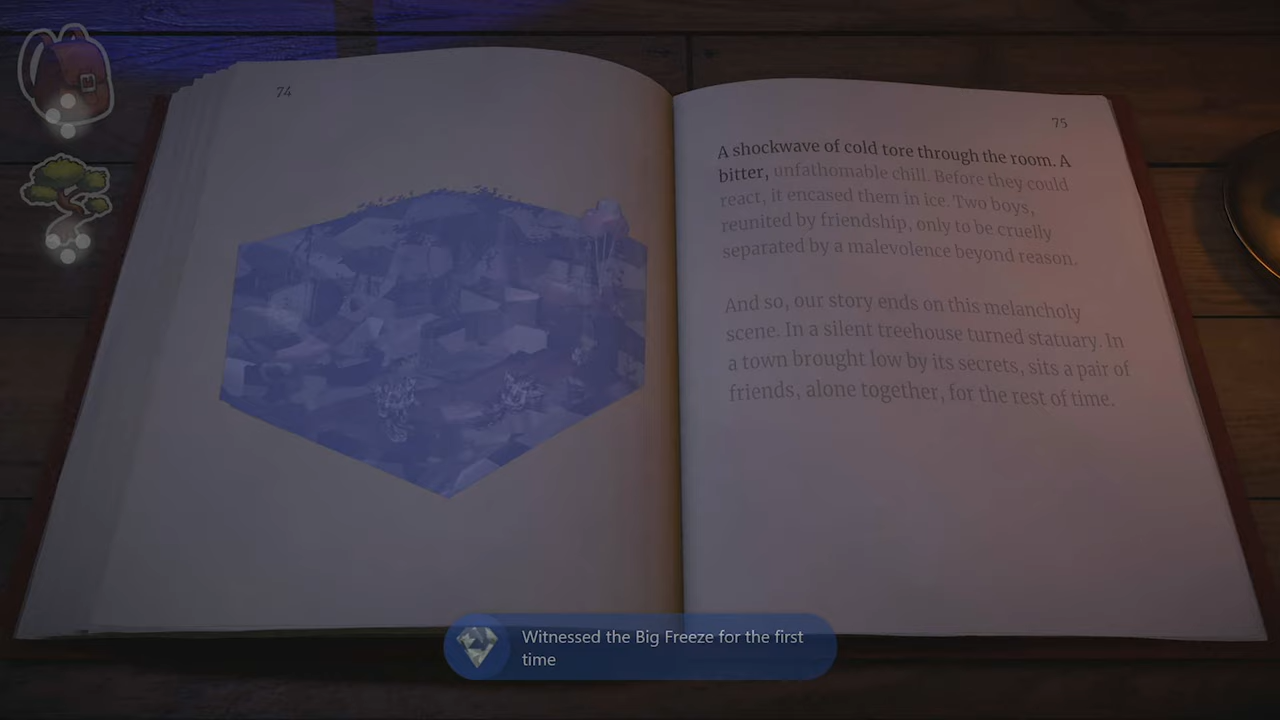 74
75
A shockwave of cold tore through the room. A
bitter, unfathomable chill. Before they could
react, it encased them in ice. Two boys,
reunited by friendship, only to be cruelly
separated by a malevolence beyond reason.
And so, our story ends on this melancholy
scene. In a silent treehouse turned statuary. In
a town brought low by its secrets, sits a pair of
friends, alone together, for the rest of time.
Witnessed the Big Freeze for the first
time